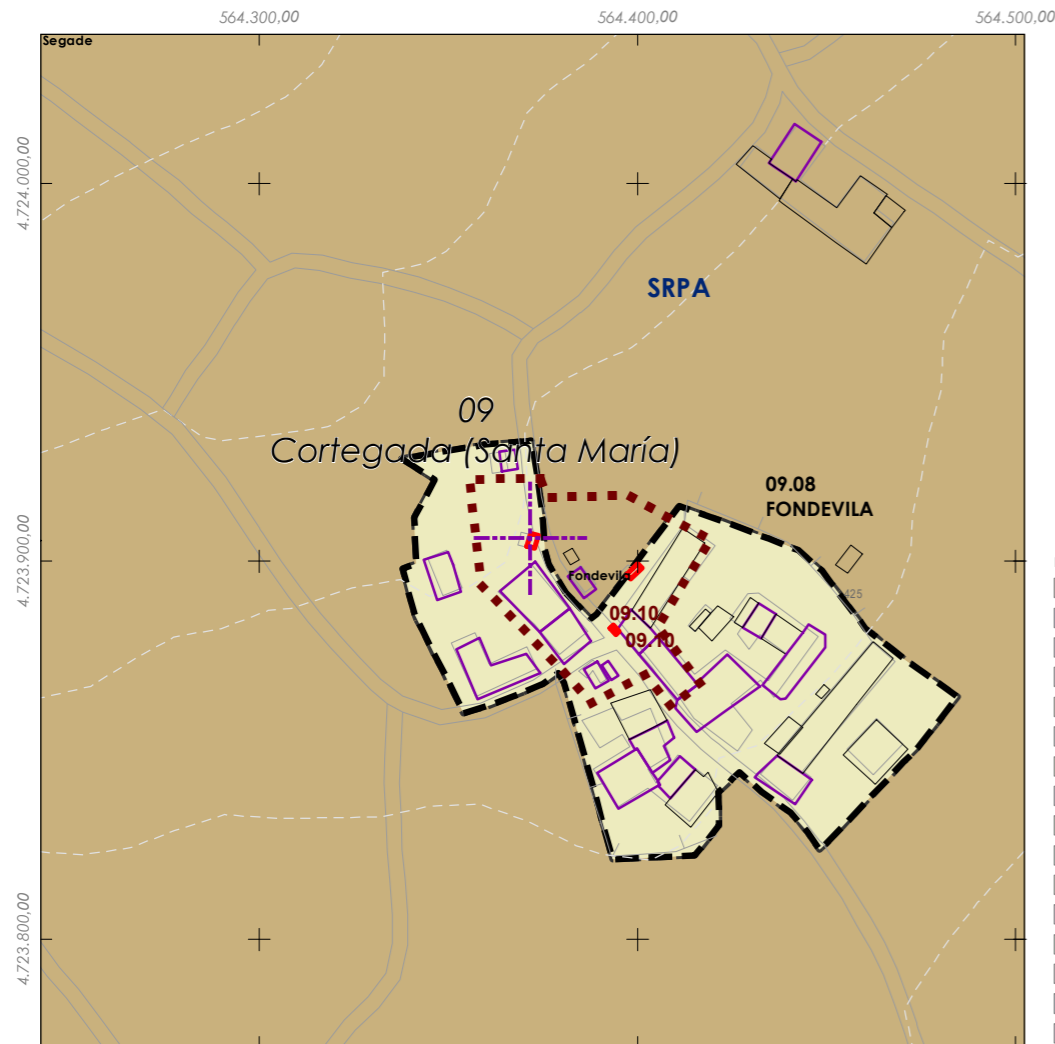 564.300,00
564.400,00
564.500,00
Segade
4.724.000,00
SRPA
09
Cortegada (Santa María)
09.08
FONDEVILA
4.723.900,00
Fondevila
425
09.10
09.10
4.723.800,00